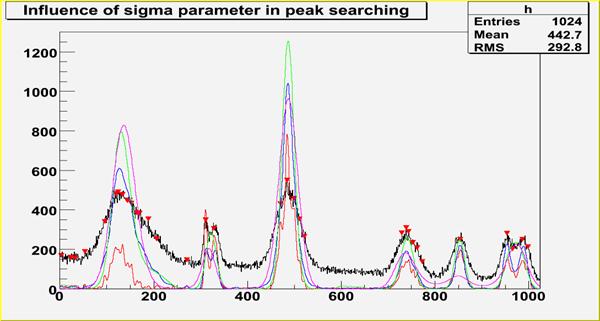 Influence of sigma parameter in peak searching
h
Entries 1024
Mean 442.7
RMS 292.8
1200
1000
800
600
400
200
0
0 200 400 600 800 1000